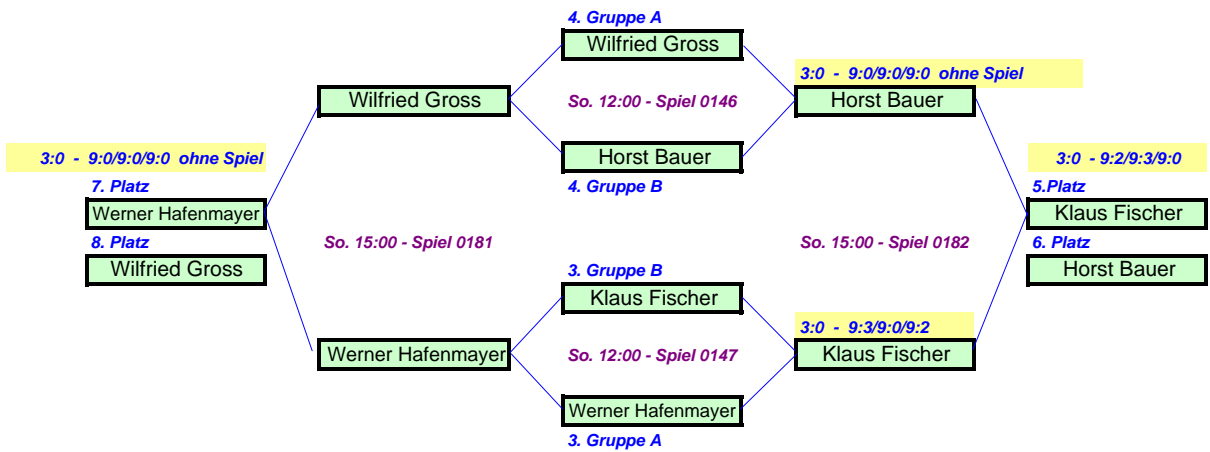 4. Gruppe A
Wilfried Gross
3:0 - 9:0/9:0/9:0 ohne Spiel
Wilfried Gross
So. 12:00 - Spiel 0146
Horst Bauer
3:0 - 9:0/9:0/9:0 ohne Spiel
Horst Bauer
3:0 - 9:2/9:3/9:0
7. Platz
4. Gruppe B
5.Platz
Werner Hafenmayer
Klaus Fischer
8. Platz
So. 15:00 - Spiel 0181
So. 15:00 - Spiel 0182
6. Platz
Wilfried Gross
3. Gruppe B
Horst Bauer
Klaus Fischer
3:0 - 9:3/9:0/9:2
Werner Hafenmayer
So. 12:00 - Spiel 0147
Klaus Fischer
Werner Hafenmayer
3. Gruppe A